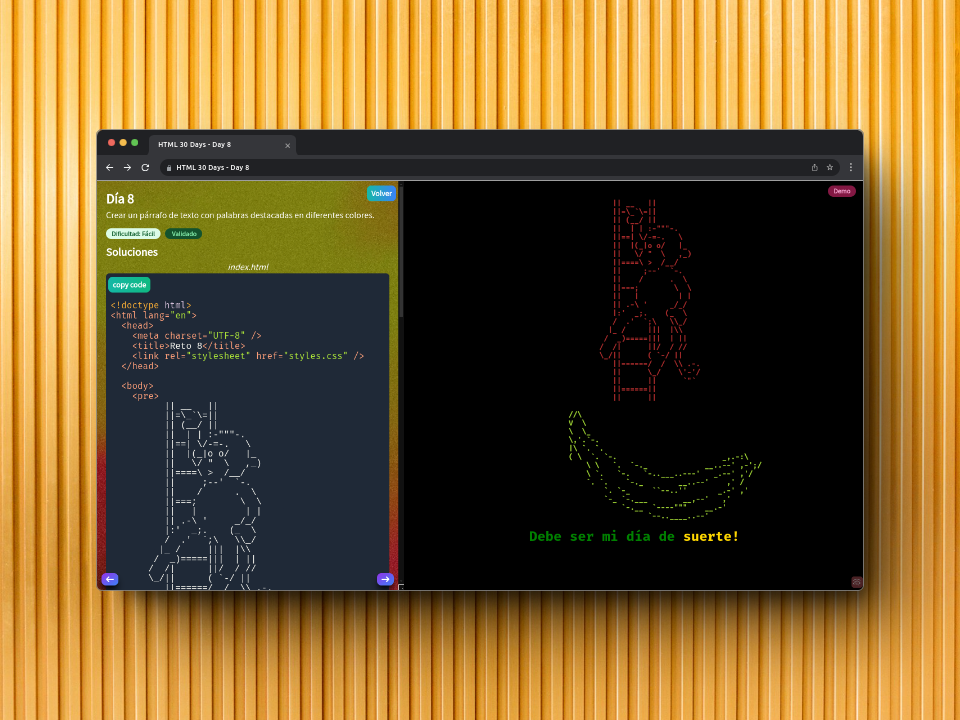 HTML 30 Days - Day 8
HTML 30 Days - Day 8
Día 8
Volver
Crear un párrafo de texto con palabras destacadas en diferentes colores.
Dificultad: Fácil
Validado
Soluciones
index.html
copy code
<!doctype html>
<html lang="en">
<head>
<meta charset="UTF-8" />
<title>Reto 8</title>
<link rel="stylesheet" href="styles.css" />
</head>
<body>
<pre>
Demo
Debe ser mi día de suerte!